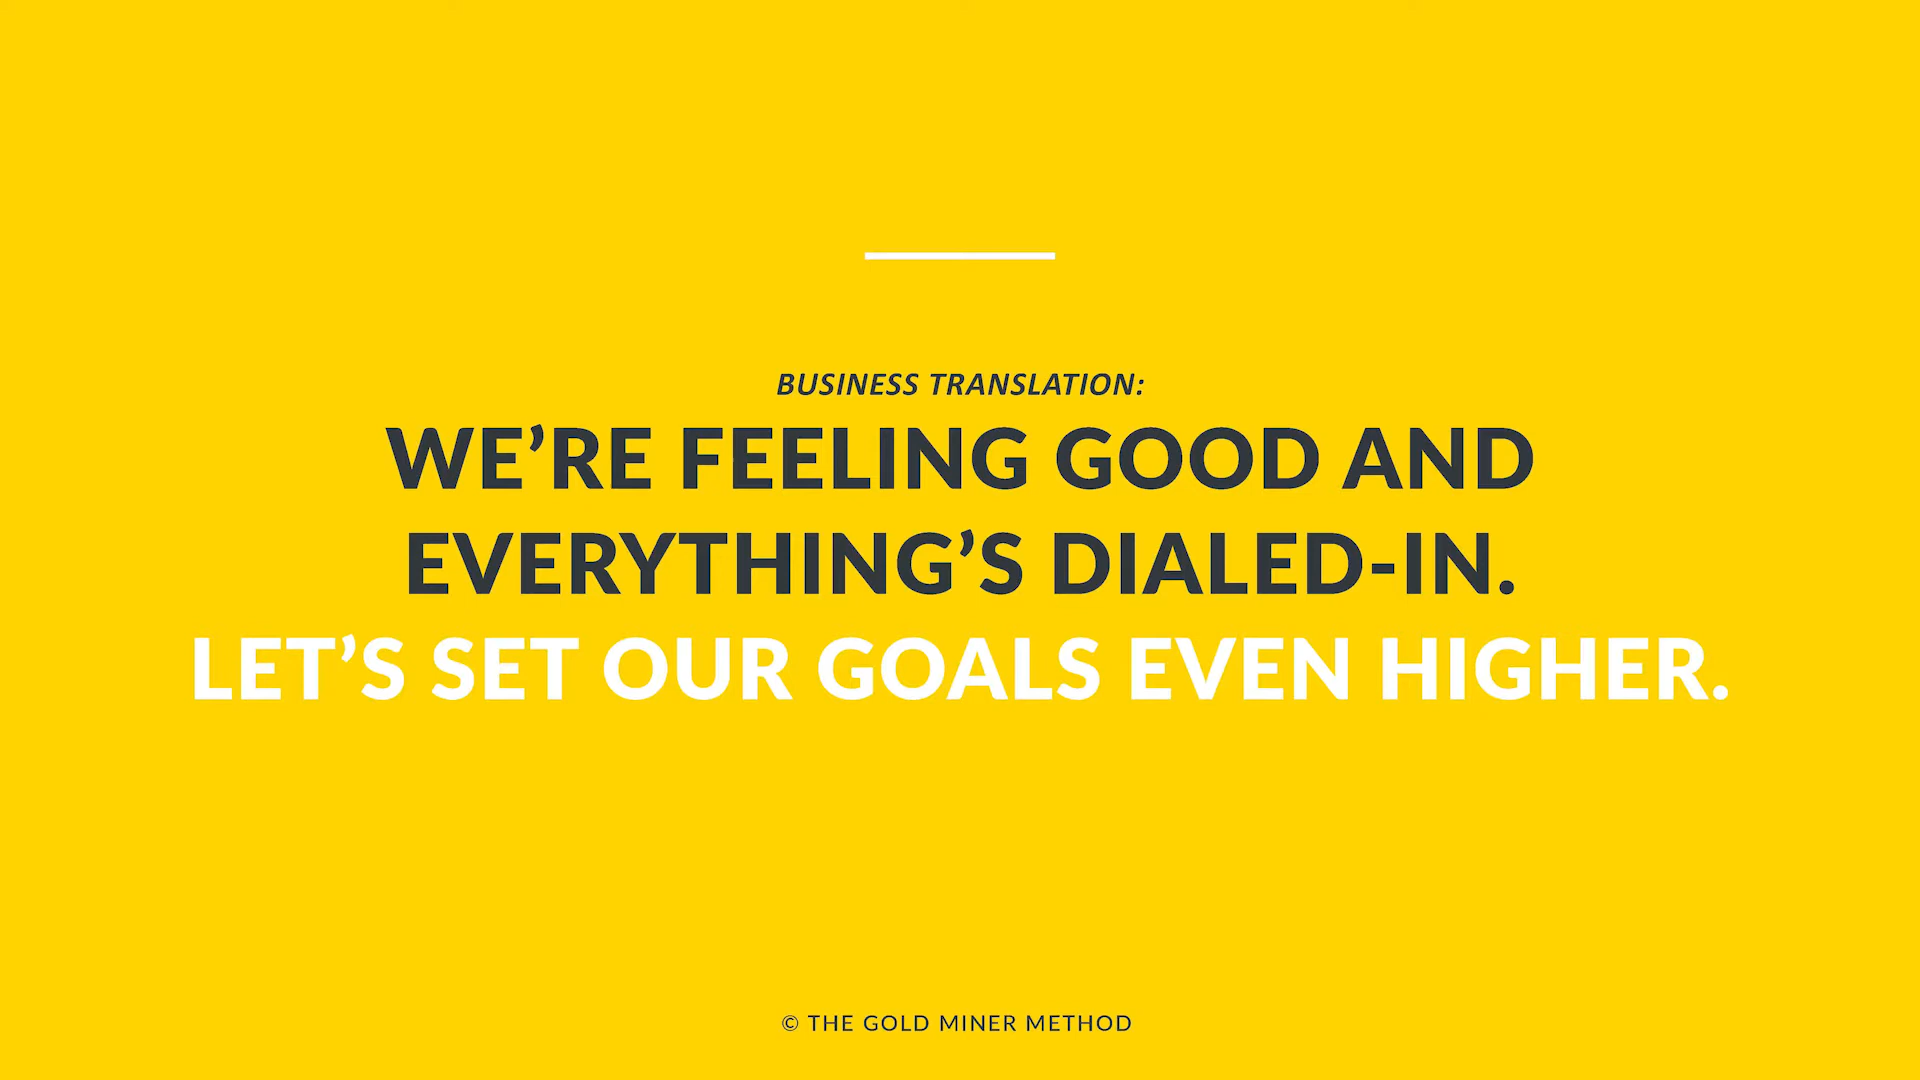 BUSINESS TRANSLATION:
WE’RE FEELING GOOD AND
EVERYTHING’S DIALED-IN.
LET’S SET OUR GOALS EVEN HIGHER.
© THE GOLD MINER METHOD